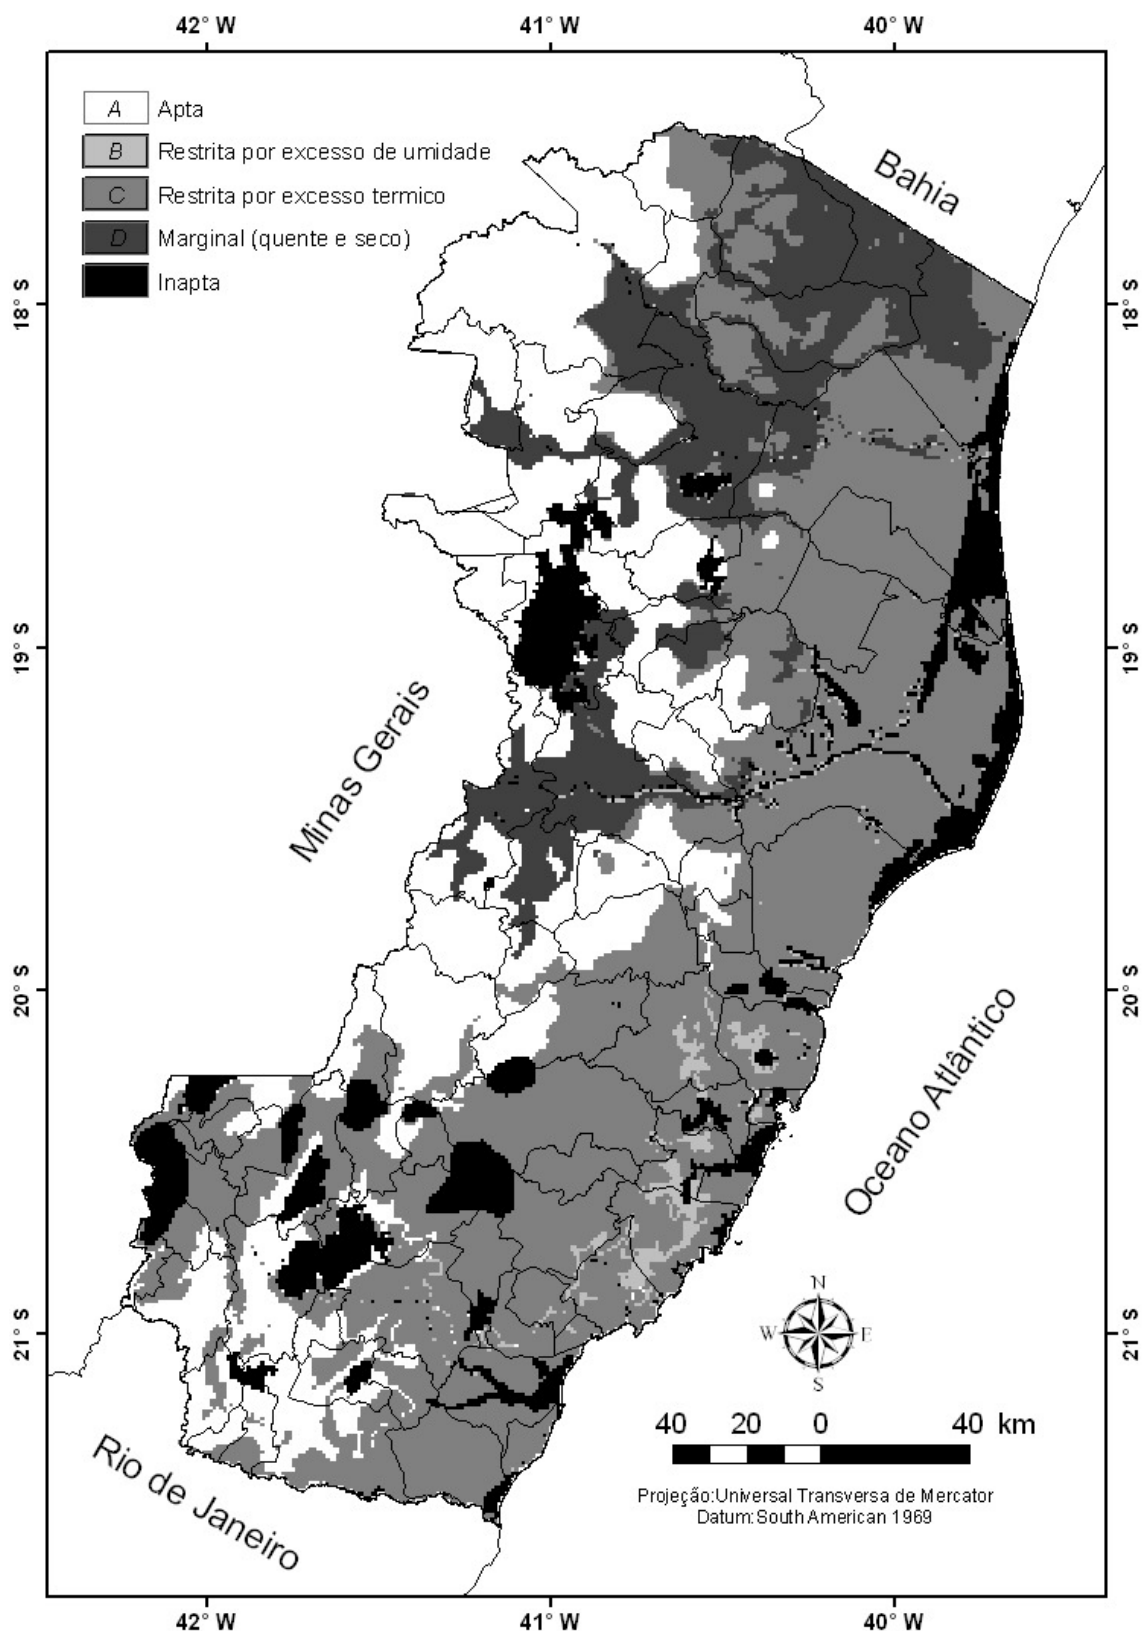 42° W 41° W 40° W
A Apta
B Restrita por excesso de umidade
C Restrita por excesso termico
D Marginal (quente e seco)
Inapta
Bahia
18° S 18° S
19° S 19° S
Minas Gerais
20° S 20° S
Oceano Atlântico
N
W E
S
21° S 21° S
40 20 0 40 km
Projeção:Universal Transversa de Mercator
Datum:South American 1969
Rio de Janeiro
42° W 41° W 40° W